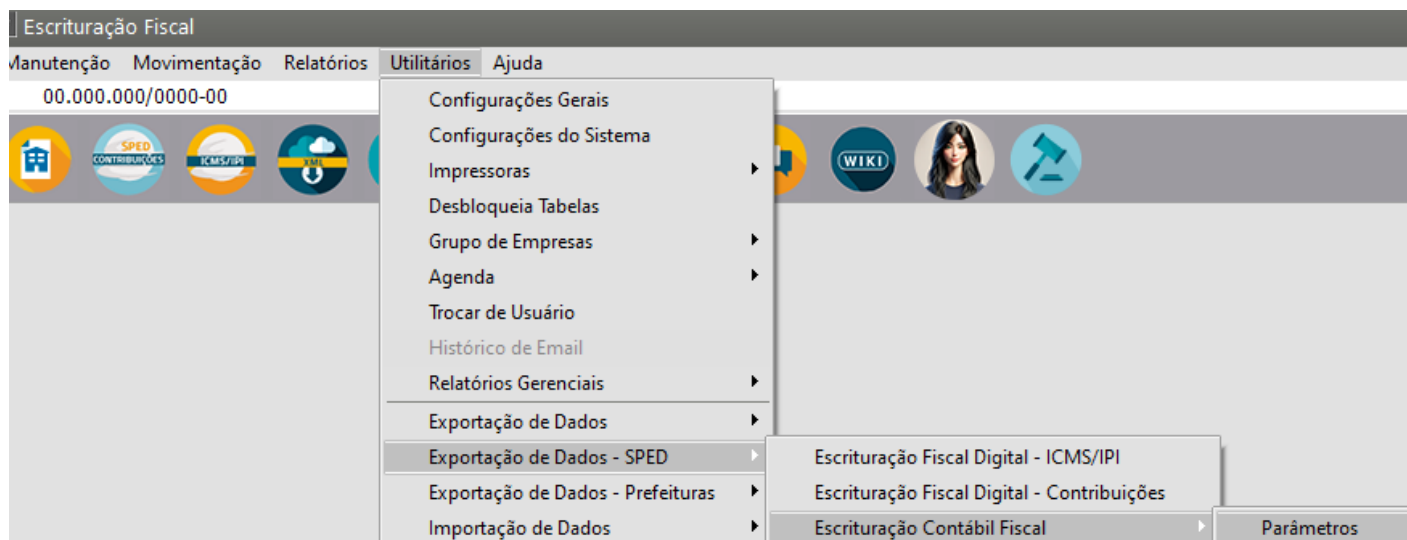 Escrituração Fiscal
Manutenção Movimentação Relatórios Utilitários Ajuda
00.000.000/0000-00
SPED CONTRIBUIÇÕES
ICMS/IPI
XML
WIKI
Configurações Gerais
Configurações do Sistema
Impressoras
Desbloqueia Tabelas
Grupo de Empresas
Agenda
Trocar de Usuário
Histórico de Email
Relatórios Gerenciais
Exportação de Dados
Exportação de Dados - SPED
Escrituração Fiscal Digital - ICMS/IPI
Exportação de Dados - Prefeituras
Escrituração Fiscal Digital - Contribuições
Importação de Dados
Escrituração Contábil Fiscal
Parâmetros